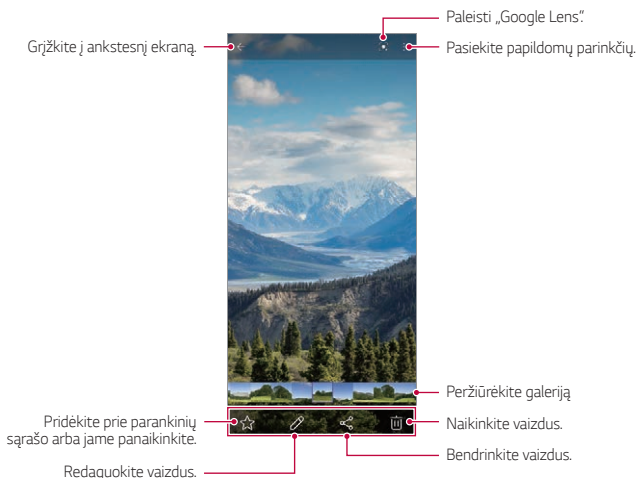 Paleisti „Google Lens“.
Grįžkite į ankstesnį ekraną.
Pasiekite papildomų parinkčių.
Peržiūrėkite galeriją
Pridėkite prie parankinių
sąrašo arba jame panaikinkite.
Naikinkite vaizdus.
Bendrinkite vaizdus.
Redaguokite vaizdus.